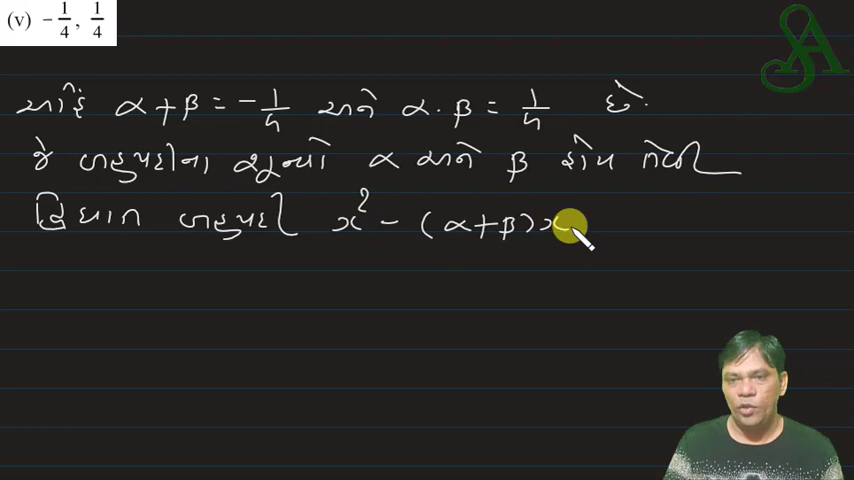 (v) -1/4, 1/4
અહીં α + β = -1/4 અને α · β = 1/4 છે.
જે બહુપદીના શૂન્યો α અને β હોય તેવી
દ્વિઘાત બહુપદી x² - (α+β)x